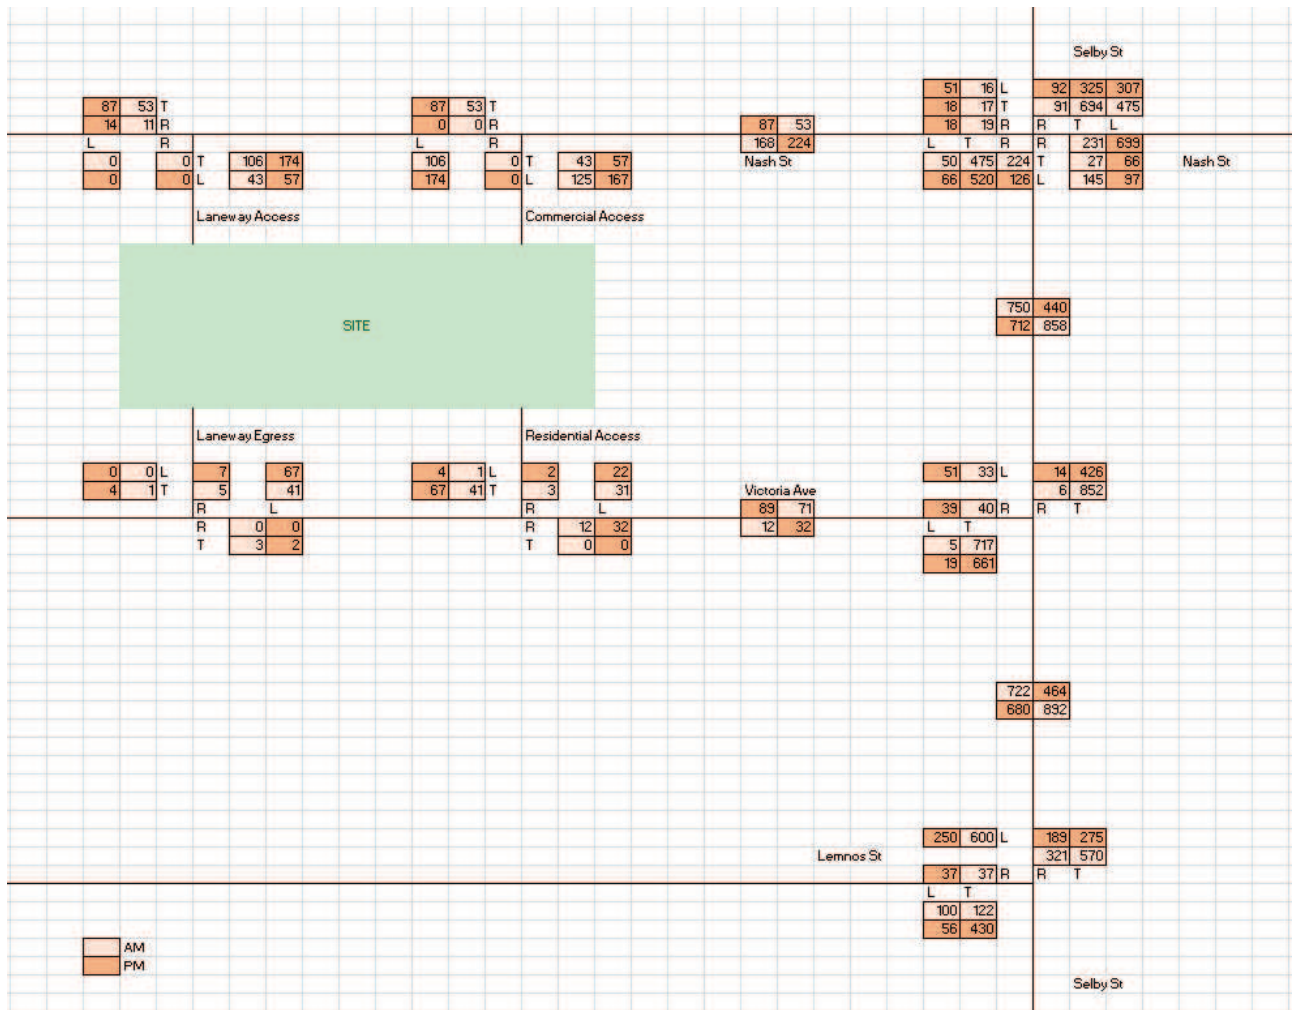 Selby St
51 16 L 92 325 307
87 53 T 87 53 T 18 17 T 91 694 475
14 11 R 0 0 R 87 53 18 19 R R T L
L R L R 168 224 L T R R 231 699
0 0 T 106 174 106 0 T 43 57 Nash St 50 475 224 T 27 66 Nash St
0 0 L 43 57 174 0 L 125 167 66 520 126 L 145 97
Laneway Access Commercial Access
750 440
SITE
712 858
Laneway Egress Residential Access
0 0 L 7 67 4 1 L 2 22 51 33 L 14 426
4 1 T 5 41 67 41 T 3 31 Victoria Ave 6 852
R L R L 89 71 39 40 R R T
R 0 0 R 12 32 12 32 L T
T 3 2 T 0 0 5 717
19 661
722 464
680 892
250 600 L 189 275
Lemnos St 321 570
37 37 R R T
L T
100 122
56 430
AM
PM
Selby St